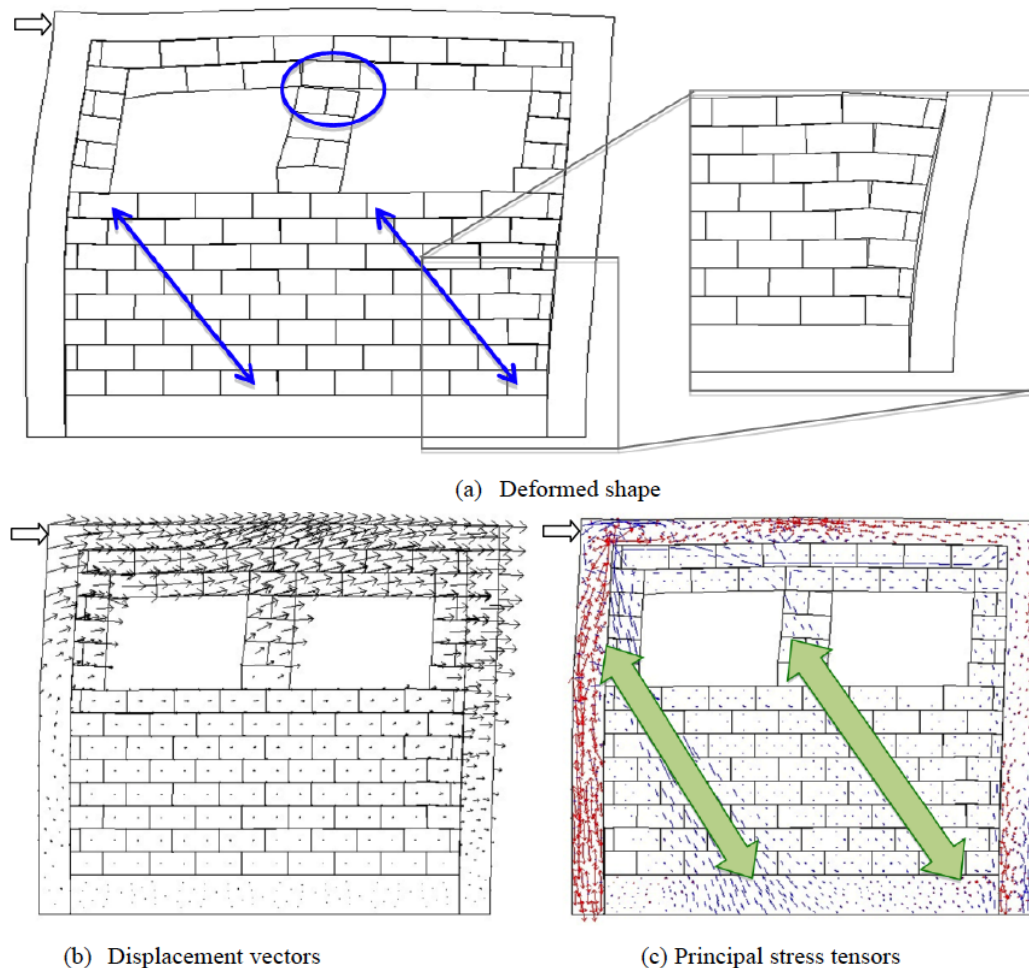 (a) Deformed shape
(b) Displacement vectors
(c) Principal stress tensors